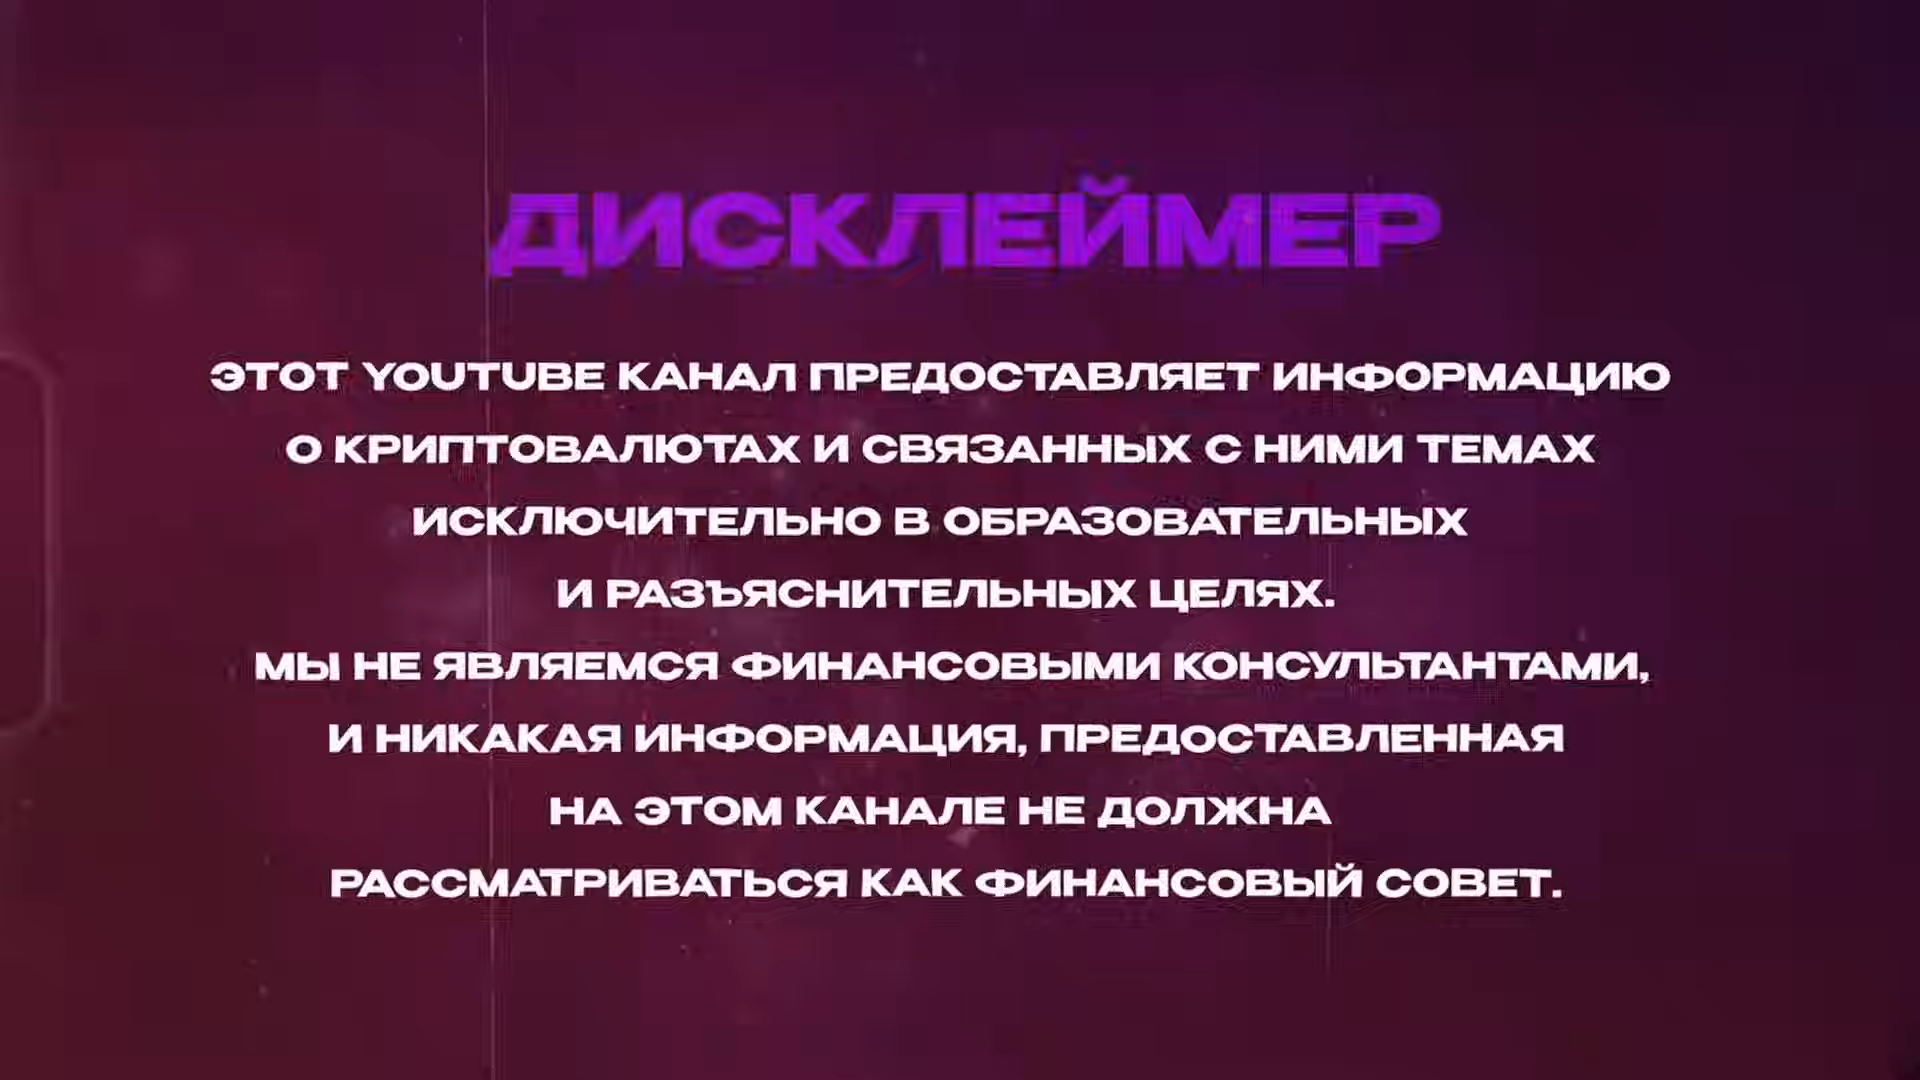 ДИСКЛЕЙМЕР
ЭТОТ YOUTUBE КАНАЛ ПРЕДОСТАВЛЯЕТ ИНФОРМАЦИЮ
О КРИПТОВАЛЮТАХ И СВЯЗАННЫХ С НИМИ ТЕМАХ
ИСКЛЮЧИТЕЛЬНО В ОБРАЗОВАТЕЛЬНЫХ
И РАЗЪЯСНИТЕЛЬНЫХ ЦЕЛЯХ.
МЫ НЕ ЯВЛЯЕМСЯ ФИНАНСОВЫМИ КОНСУЛЬТАНТАМИ,
И НИКАКАЯ ИНФОРМАЦИЯ, ПРЕДОСТАВЛЕННАЯ
НА ЭТОМ КАНАЛЕ НЕ ДОЛЖНА
РАССМАТРИВАТЬСЯ КАК ФИНАНСОВЫЙ СОВЕТ.